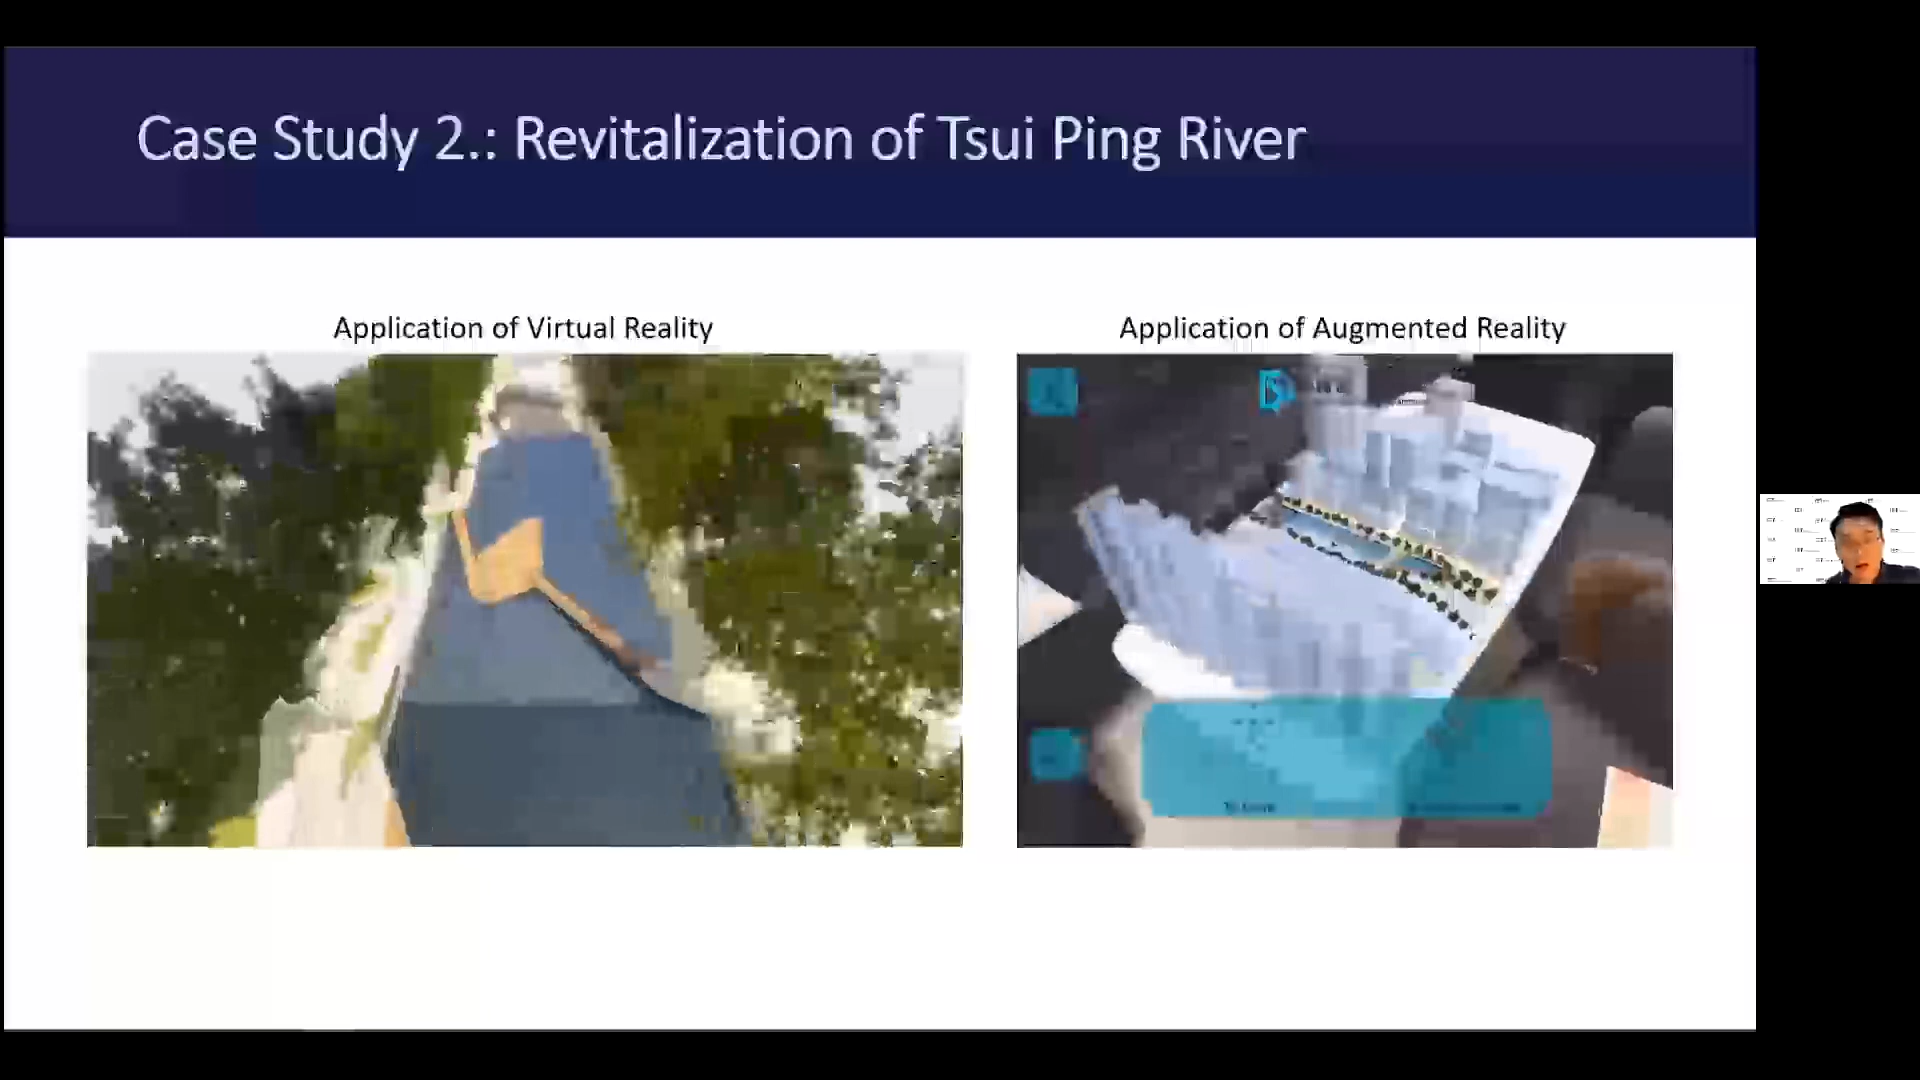 Case Study 2.: Revitalization of Tsui Ping River
Application of Virtual Reality
Application of Augmented Reality